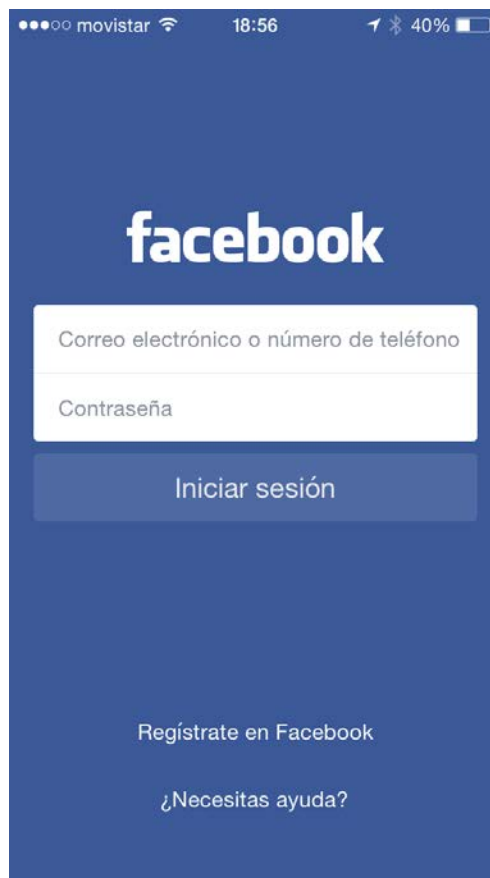 movistar 18:56 40%
facebook
Correo electrónico o número de teléfono
Contraseña
Iniciar sesión
Regístrate en Facebook
¿Necesitas ayuda?